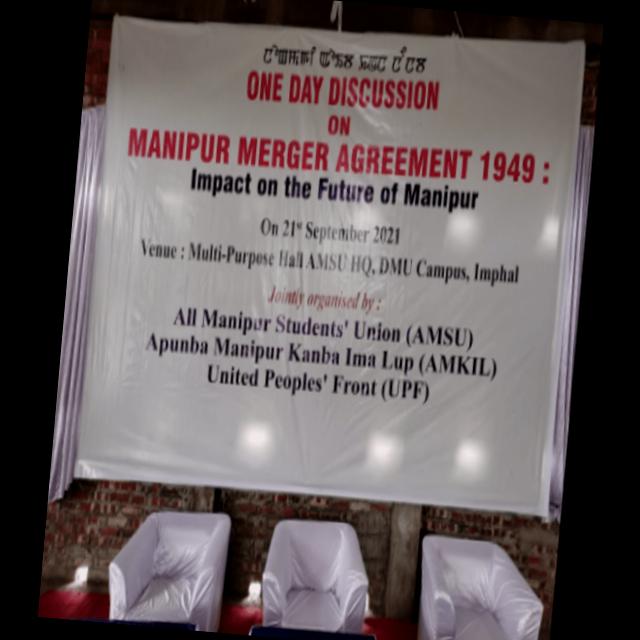 ONE DAY DISCUSSION
ON
MANIPUR MERGER AGREEMENT 1949 :
Impact on the Future of Manipur
On 21st September 2021
Venue : Multi-Purpose Hall AMSU HQ, DMU Campus, Imphal
Jointly organised by :
All Manipur Students' Union (AMSU)
Apunba Manipur Kanba Ima Lup (AMKIL)
United Peoples' Front (UPF)